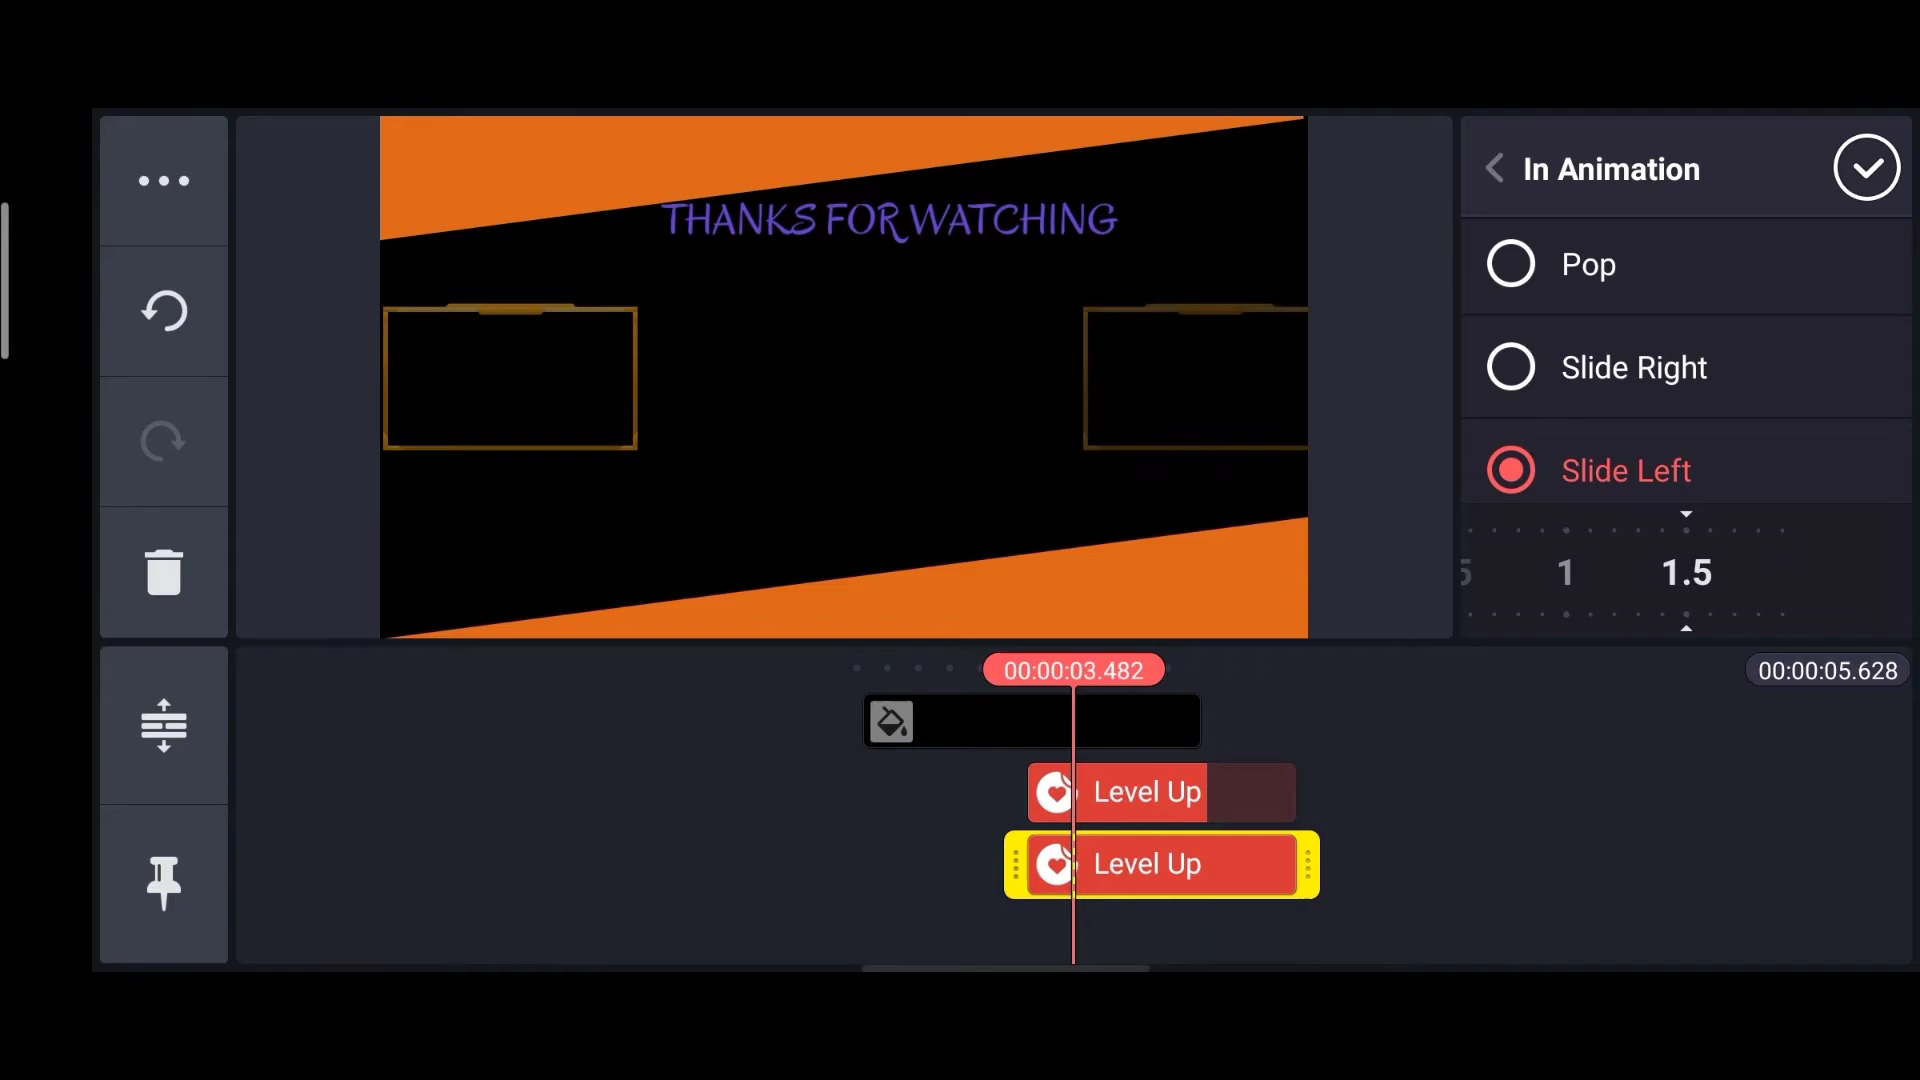 In Animation
Pop
THANKS FOR WATCHING
Slide Right
Slide Left
5 1 1.5
00:00:03.482
00:00:05.628
Level Up
Level Up